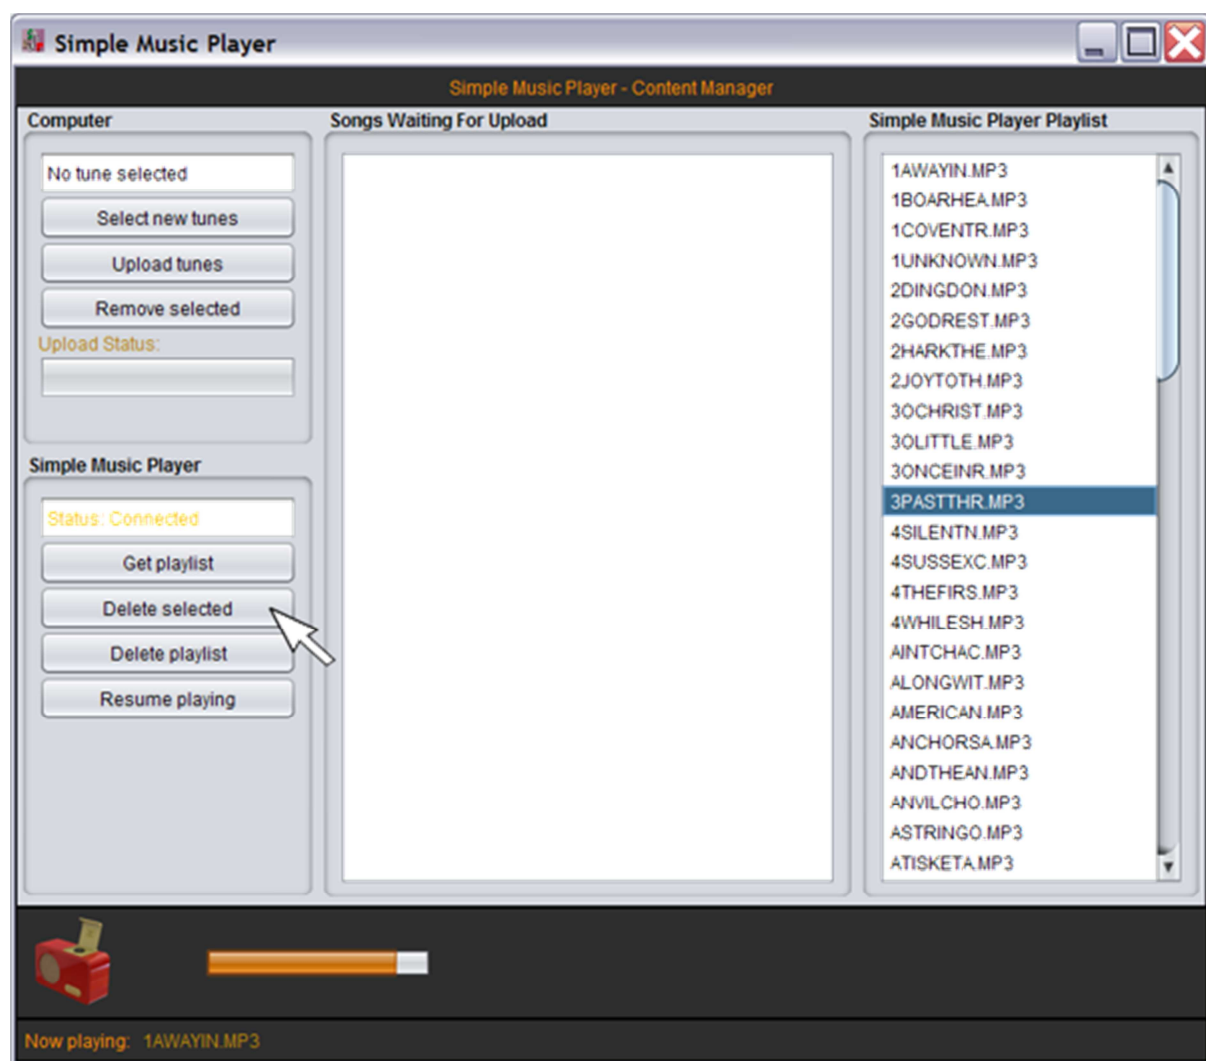 Simple Music Player
Simple Music Player - Content Manager
Computer
No tune selected
Select new tunes
Upload tunes
Remove selected
Upload Status:
Simple Music Player
Status: Connected
Get playlist
Delete selected
Delete playlist
Resume playing
Songs Waiting For Upload
Simple Music Player Playlist
1AWAYIN.MP3
1BOARHEA.MP3
1COVENTR.MP3
1UNKNOWN.MP3
2DINGDON.MP3
2GODREST.MP3
2HARKTHE.MP3
2JOYTOTH.MP3
3OCHRIST.MP3
3OLITTLE.MP3
3ONCEINR.MP3
3PASTTHR.MP3
4SILENTN.MP3
4SUSSEXC.MP3
4THEFIRS.MP3
4WHILESH.MP3
AINTCHAC.MP3
ALONGWIT.MP3
AMERICAN.MP3
ANCHORSA.MP3
ANDTHEAN.MP3
ANVILCHO.MP3
ASTRINGO.MP3
ATISKETA.MP3
Now playing: 1AWAYIN.MP3